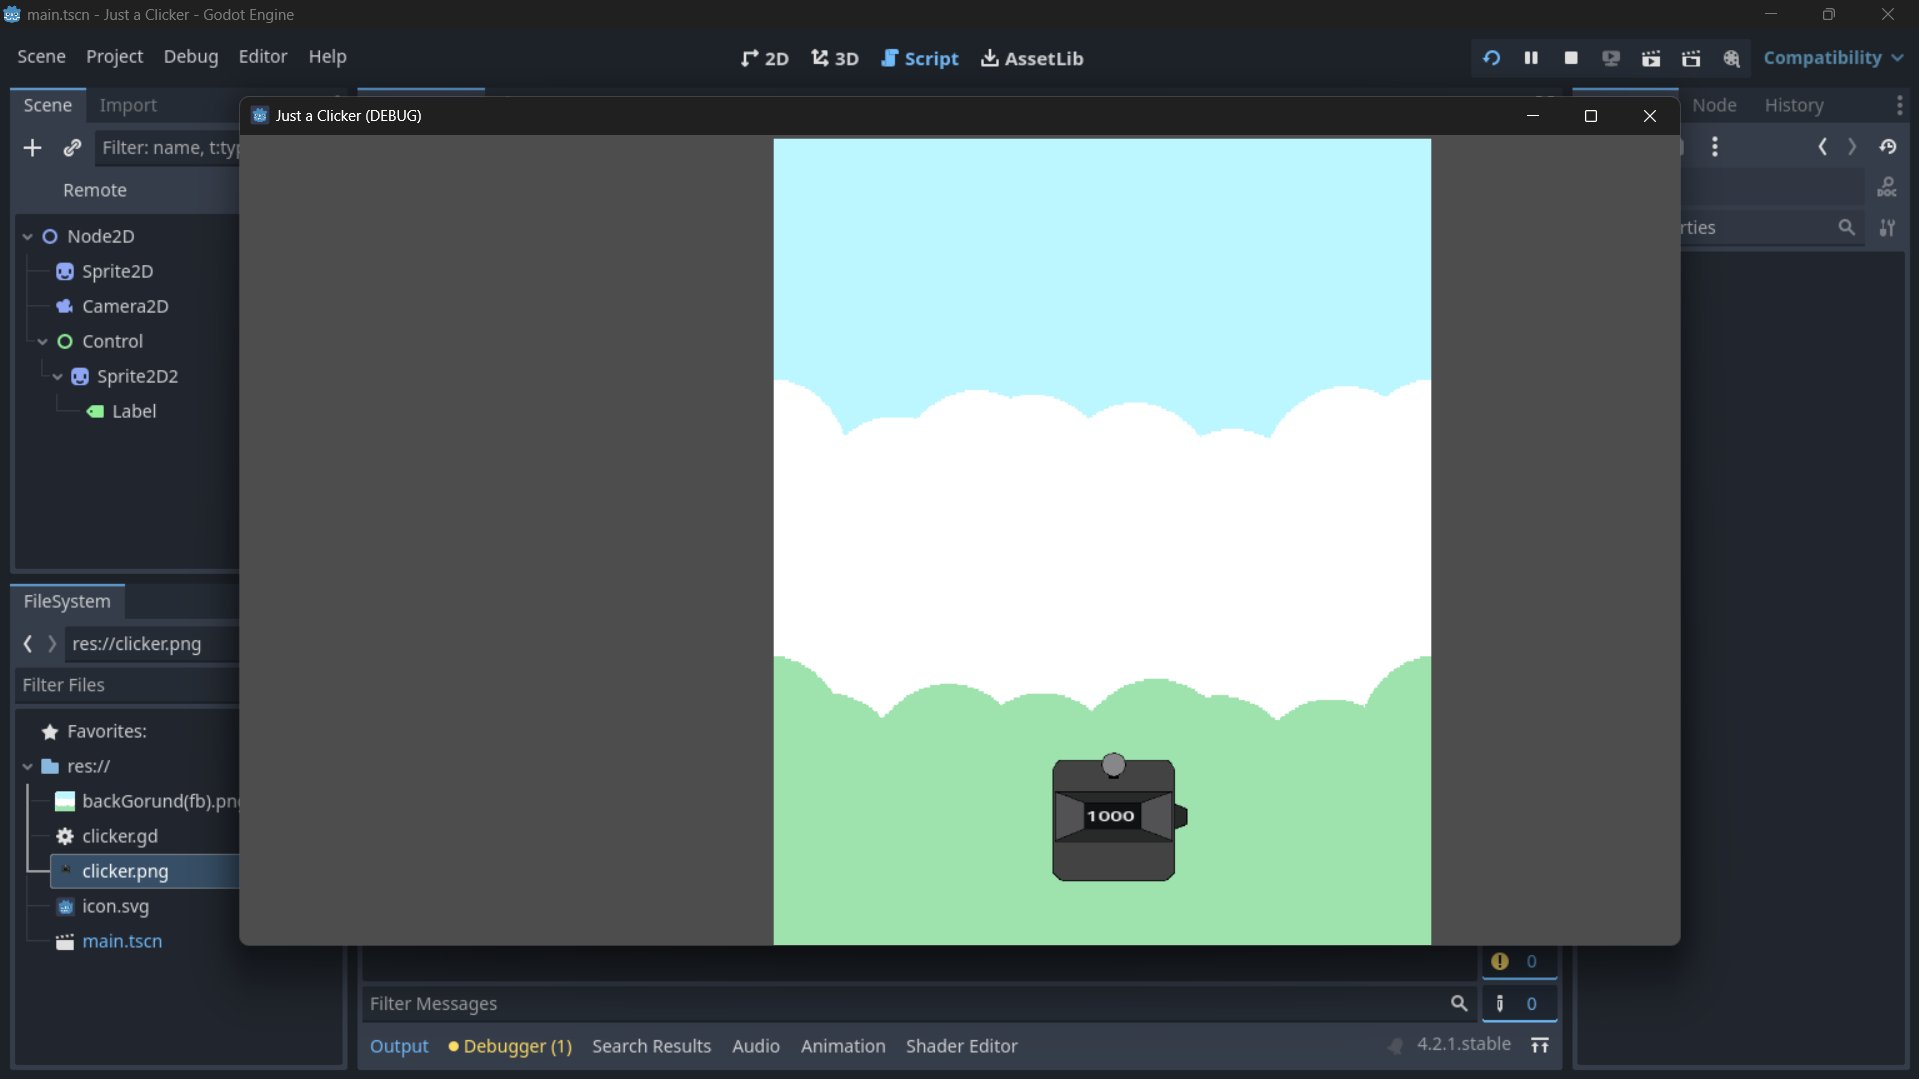 main.tscn - Just a Clicker - Godot Engine
Scene Project Debug Editor Help
2D 3D Script AssetLib
Compatibility
Scene Import
Node History
Just a Clicker (DEBUG)
Filter: name, t:typ
Remote
DOC
rties
Node2D
Sprite2D
Camera2D
Control
Sprite2D2
Label
FileSystem
res://clicker.png
Filter Files
Favorites:
res://
backGorund(fb).pn
clicker.gd
clicker.png
icon.svg
main.tscn
1000
0
Filter Messages
0
Output Debugger (1) Search Results Audio Animation Shader Editor
4.2.1.stable